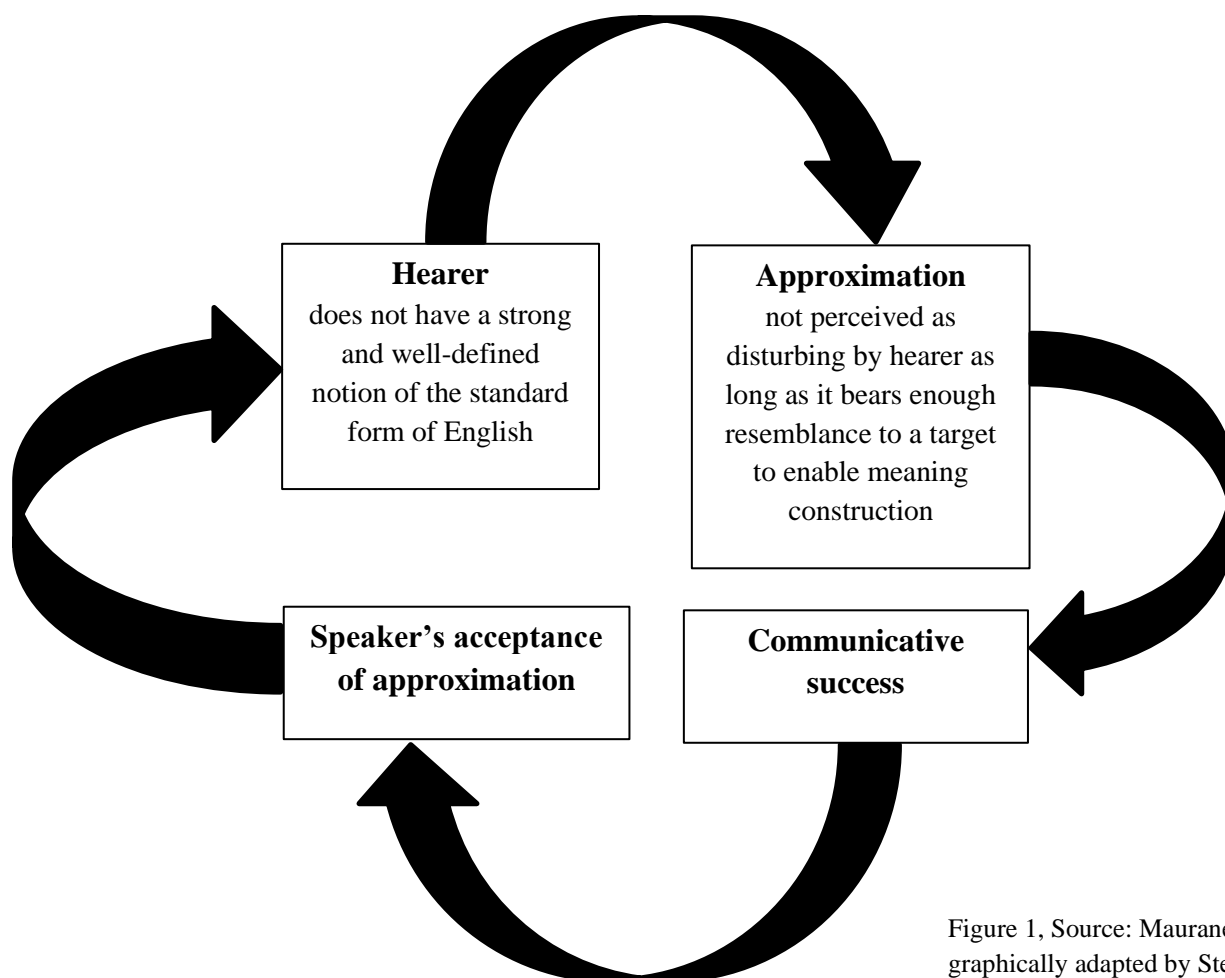 Hearer
does not have a strong
and well-defined
notion of the standard
form of English
Approximation
not perceived as
disturbing by hearer as
long as it bears enough
resemblance to a target
to enable meaning
construction
Speaker’s acceptance
of approximation
Communicative
success
Figure 1, Source:
graphically adapted by